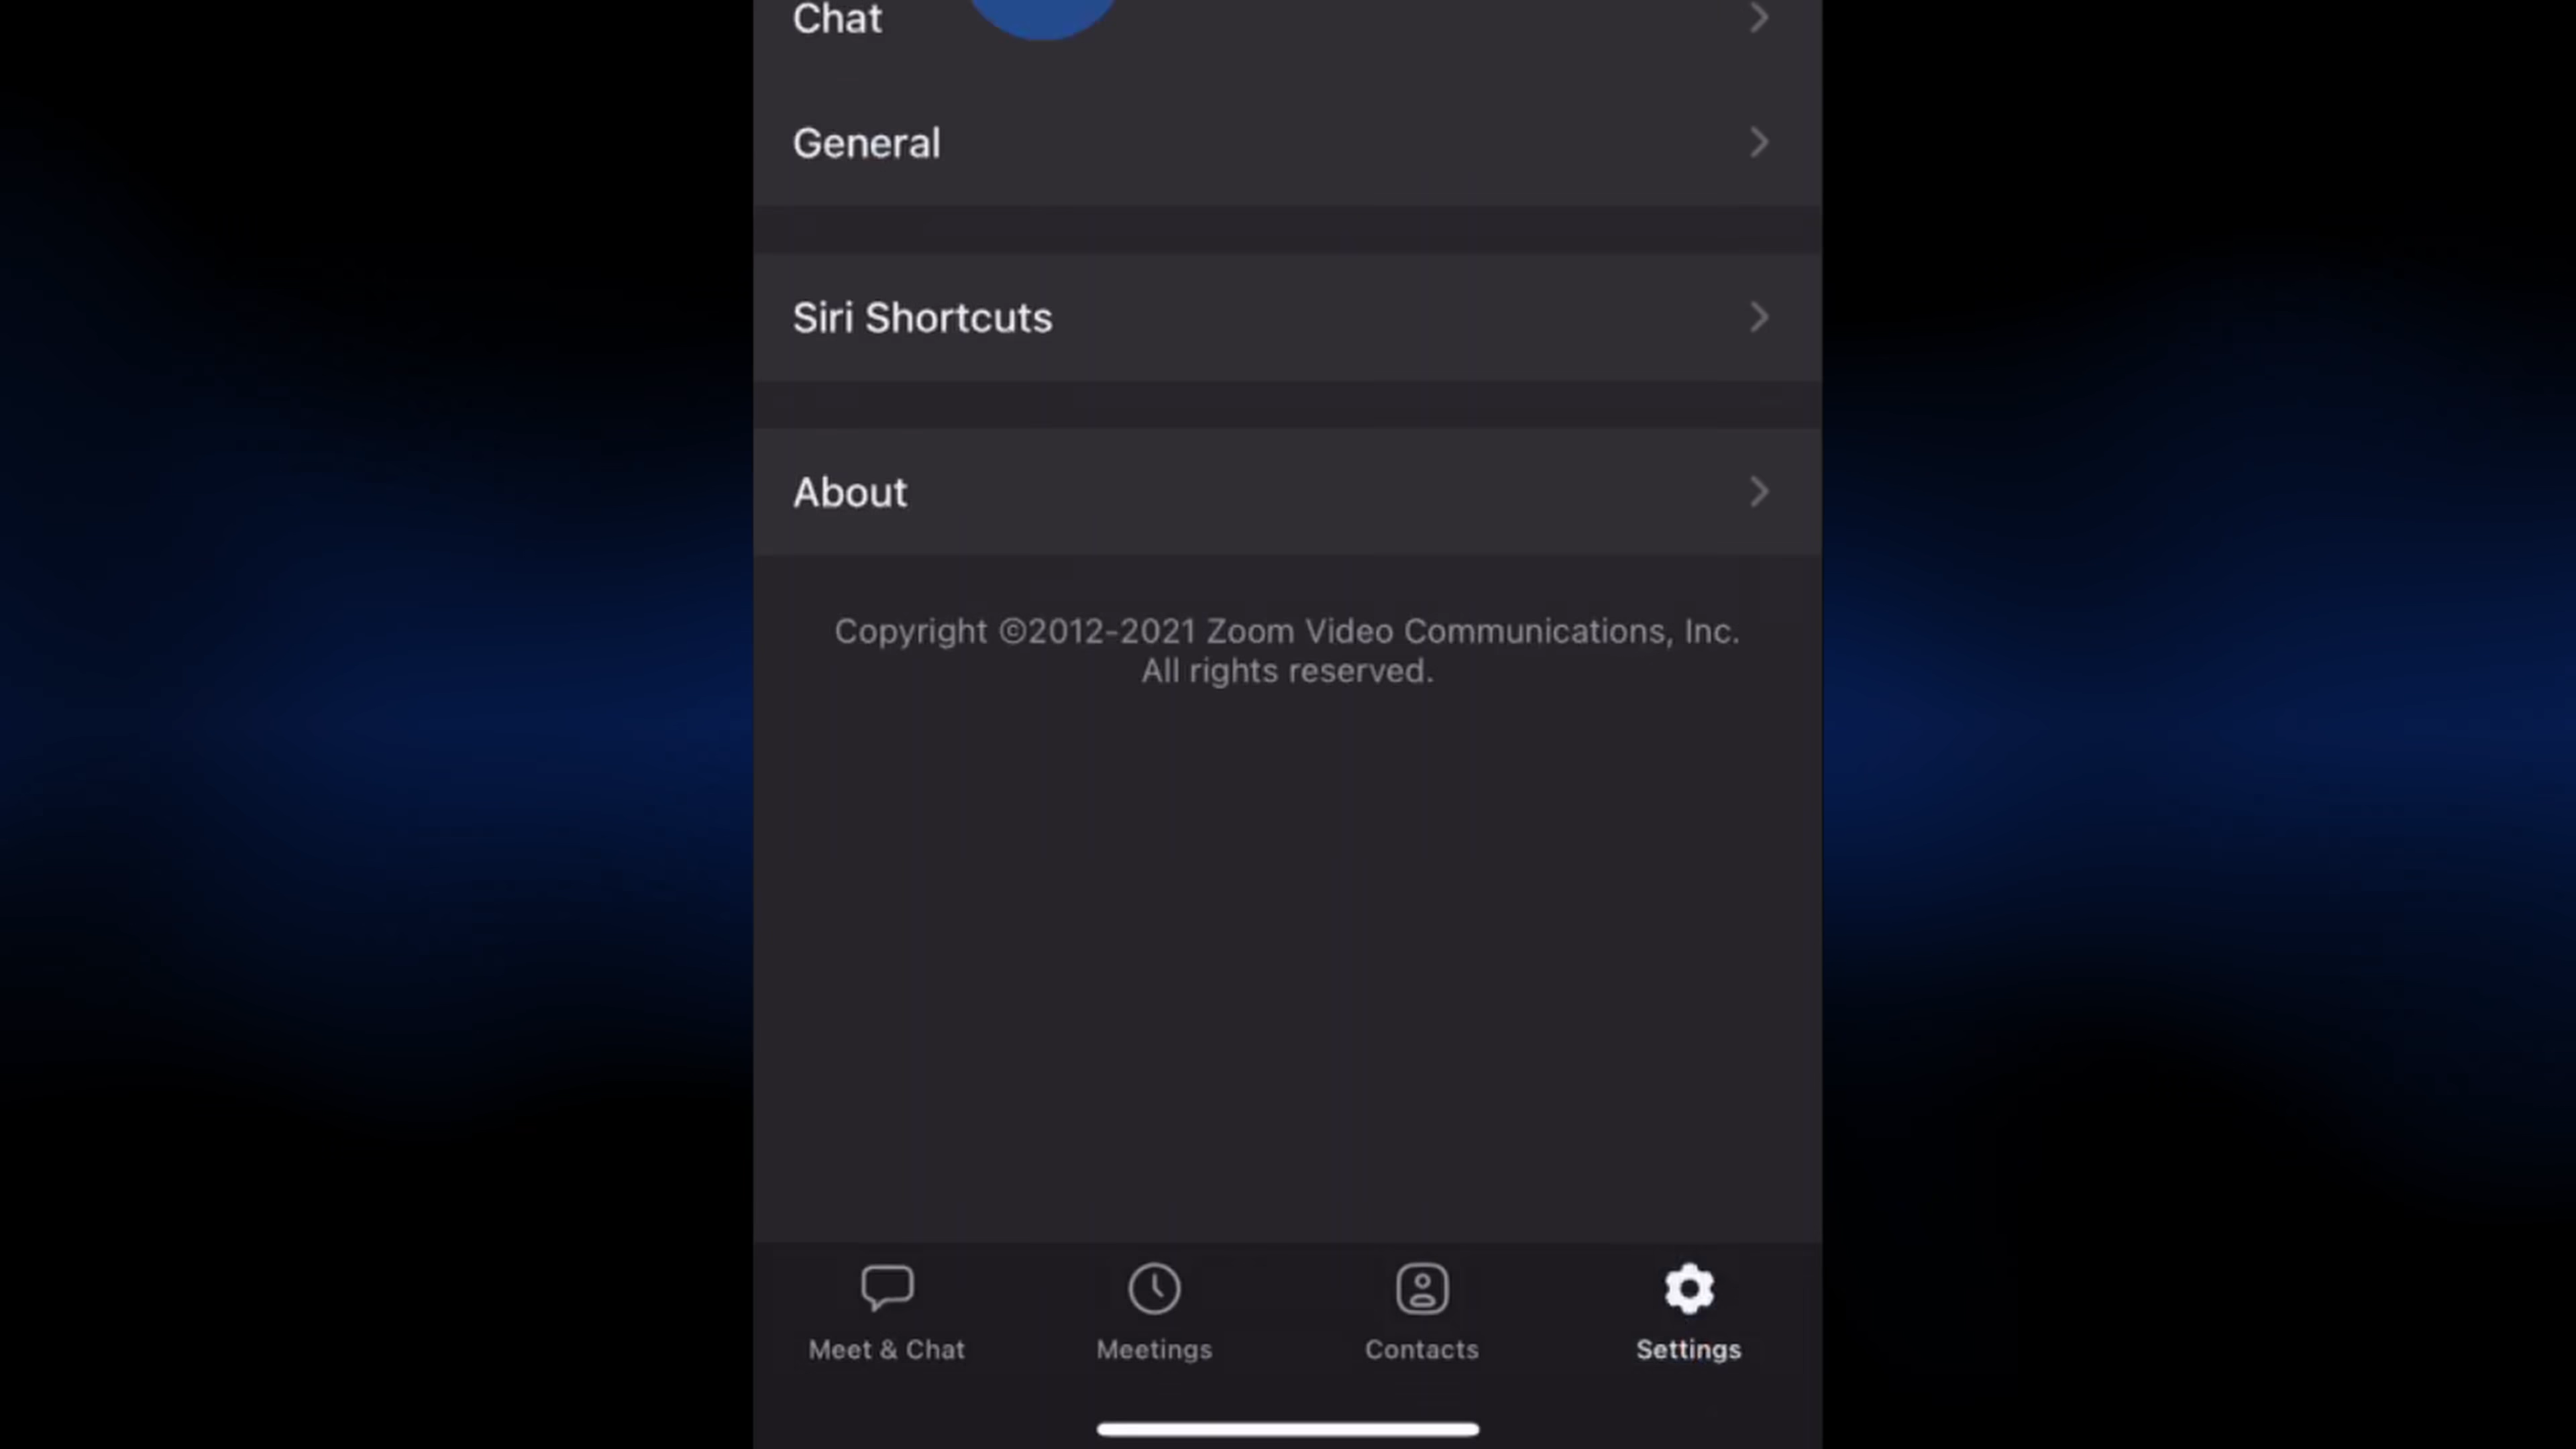 Chat
General
Siri Shortcuts
About
Copyright ©2012-2021 Zoom Video Communications, Inc.
All rights reserved.
Meet & Chat
Meetings
Contacts
Settings